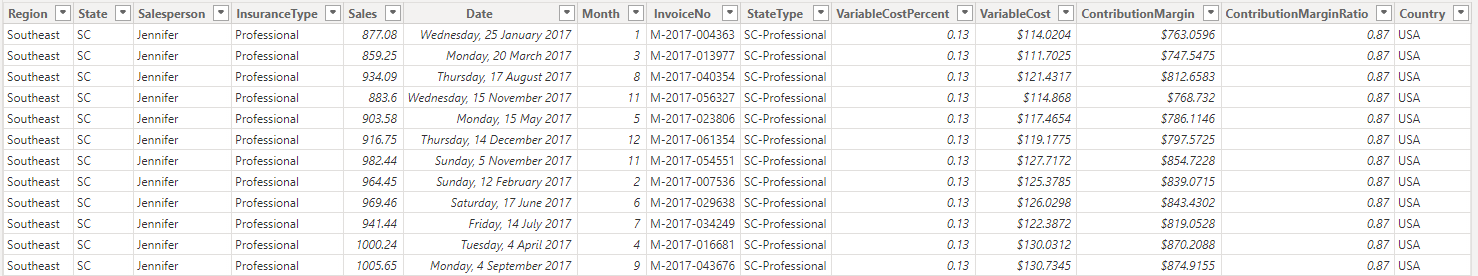 Region State Salesperson InsuranceType Sales Date Month InvoiceNo StateType VariableCostPercent VariableCost ContributionMargin ContributionMarginRatio Country
Southeast SC Jennifer Professional 877.08 Wednesday, 25 January 2017 1 M-2017-004363 SC-Professional 0.13 $114.0204 $763.0596 0.87 USA
Southeast SC Jennifer Professional 859.25 Monday, 20 March 2017 3 M-2017-013977 SC-Professional 0.13 $111.7025 $747.5475 0.87 USA
Southeast SC Jennifer Professional 934.09 Thursday, 17 August 2017 8 M-2017-040354 SC-Professional 0.13 $121.4317 $812.6583 0.87 USA
Southeast SC Jennifer Professional 883.6 Wednesday, 15 November 2017 11 M-2017-056327 SC-Professional 0.13 $114.868 $768.732 0.87 USA
Southeast SC Jennifer Professional 903.58 Monday, 15 May 2017 5 M-2017-023806 SC-Professional 0.13 $117.4654 $786.1146 0.87 USA
Southeast SC Jennifer Professional 916.75 Thursday, 14 December 2017 12 M-2017-061354 SC-Professional 0.13 $119.1775 $797.5725 0.87 USA
Southeast SC Jennifer Professional 982.44 Sunday, 5 November 2017 11 M-2017-054551 SC-Professional 0.13 $127.7172 $854.7228 0.87 USA
Southeast SC Jennifer Professional 964.45 Sunday, 12 February 2017 2 M-2017-007536 SC-Professional 0.13 $125.3785 $839.0715 0.87 USA
Southeast SC Jennifer Professional 969.46 Saturday, 17 June 2017 6 M-2017-029638 SC-Professional 0.13 $126.0298 $843.4302 0.87 USA
Southeast SC Jennifer Professional 941.44 Friday, 14 July 2017 7 M-2017-034249 SC-Professional 0.13 $122.3872 $819.0528 0.87 USA
Southeast SC Jennifer Professional 1000.24 Tuesday, 4 April 2017 4 M-2017-016681 SC-Professional 0.13 $130.0312 $870.2088 0.87 USA
Southeast SC Jennifer Professional 1005.65 Monday, 4 September 2017 9 M-2017-043676 SC-Professional 0.13 $130.7345 $874.9155 0.87 USA